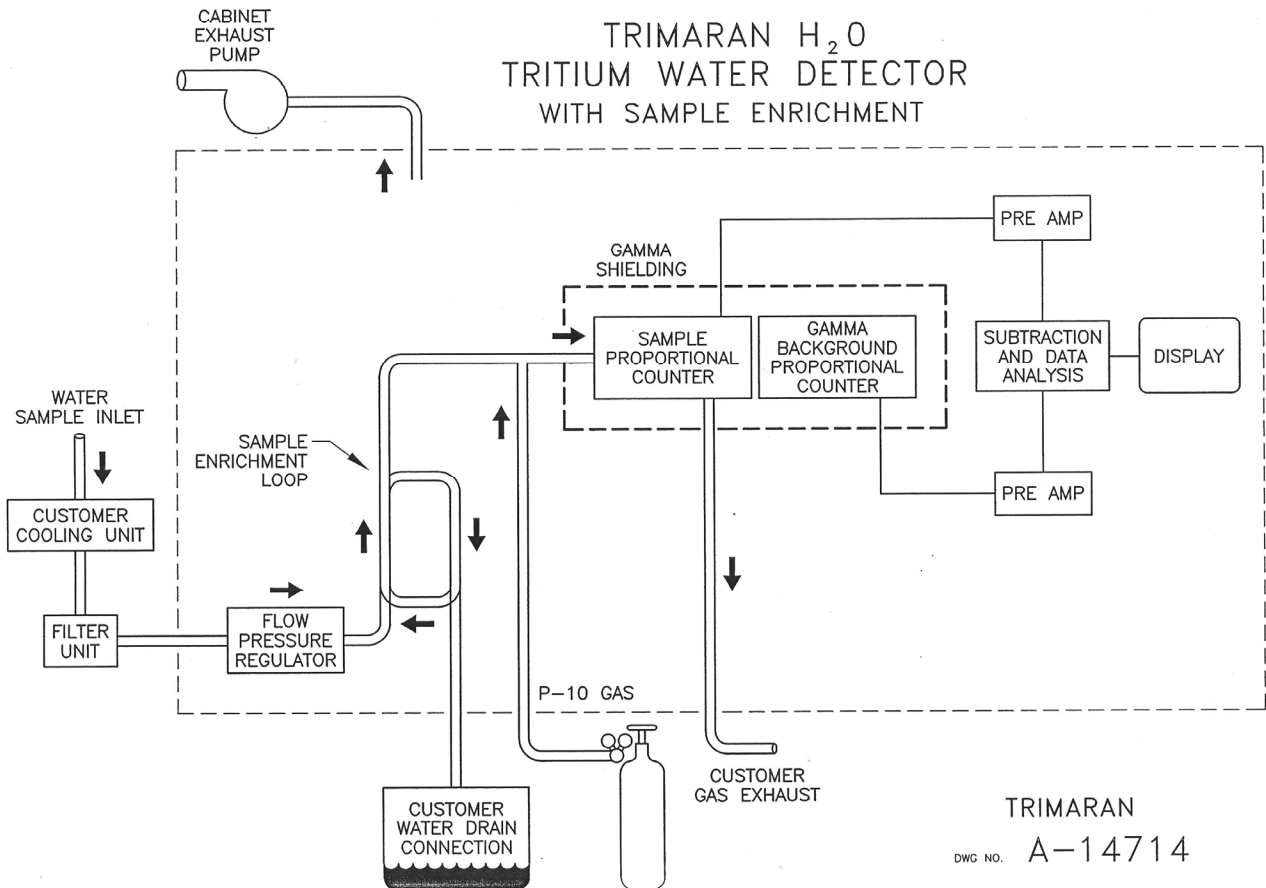 CABINET
EXHAUST
PUMP
TRIMARAN H₂O
TRITIUM WATER DETECTOR
WITH SAMPLE ENRICHMENT
PRE AMP
GAMMA
SHIELDING
SAMPLE
PROPORTIONAL
COUNTER
GAMMA
BACKGROUND
PROPORTIONAL
COUNTER
SUBTRACTION
AND DATA
ANALYSIS
DISPLAY
WATER
SAMPLE INLET
SAMPLE
ENRICHMENT
LOOP
PRE AMP
CUSTOMER
COOLING UNIT
FILTER
UNIT
FLOW
PRESSURE
REGULATOR
P-10 GAS
CUSTOMER
GAS EXHAUST
CUSTOMER
WATER DRAIN
CONNECTION
TRIMARAN
DWG NO. A-14714